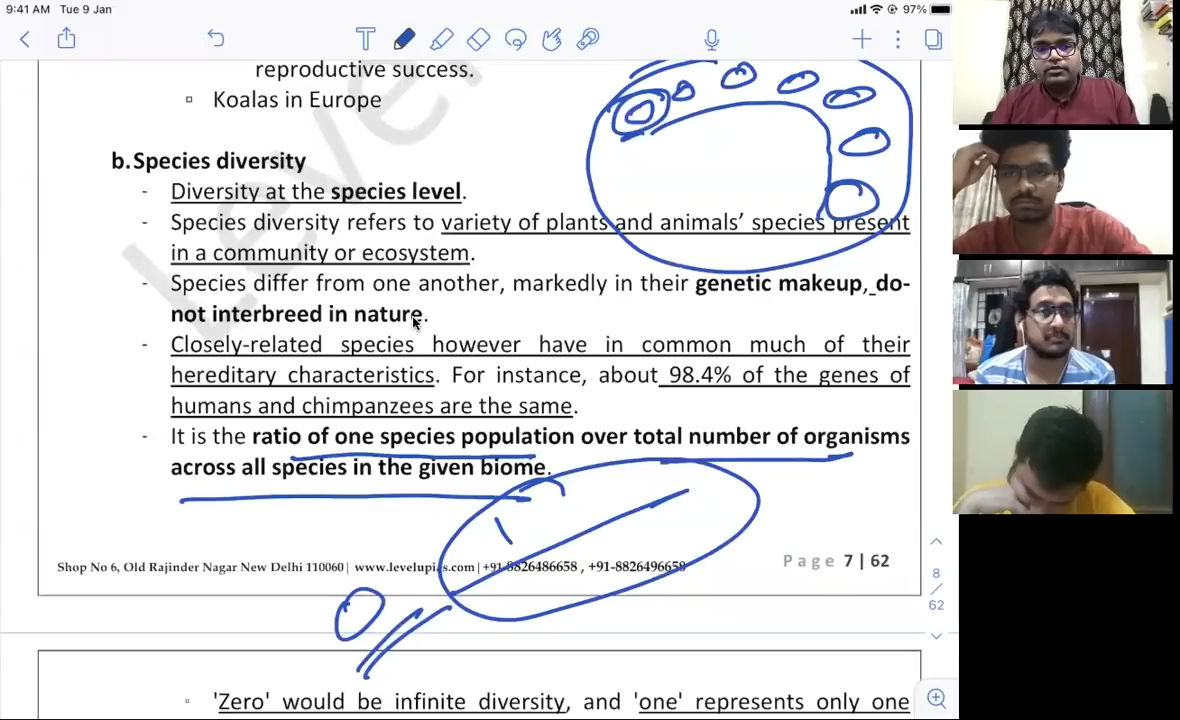 9:41 AM Tue 9 Jan
97%
reproductive success.
▫ Koalas in Europe
b. Species diversity
- Diversity at the species level.
- Species diversity refers to variety of plants and animals’ species present
in a community or ecosystem.
- Species differ from one another, markedly in their genetic makeup, do-
not interbreed in nature.
- Closely-related species however have in common much of their
hereditary characteristics. For instance, about 98.4% of the genes of
humans and chimpanzees are the same.
- It is the ratio of one species population over total number of organisms
across all species in the given biome.
Shop No 6, Old Rajinder Nagar New Delhi 110060 | www.levelupias.com | +91-8826486658 , +91-8826496658
Page 7 | 62
8
/
62
▫ 'Zero' would be infinite diversity, and 'one' represents only one
Level